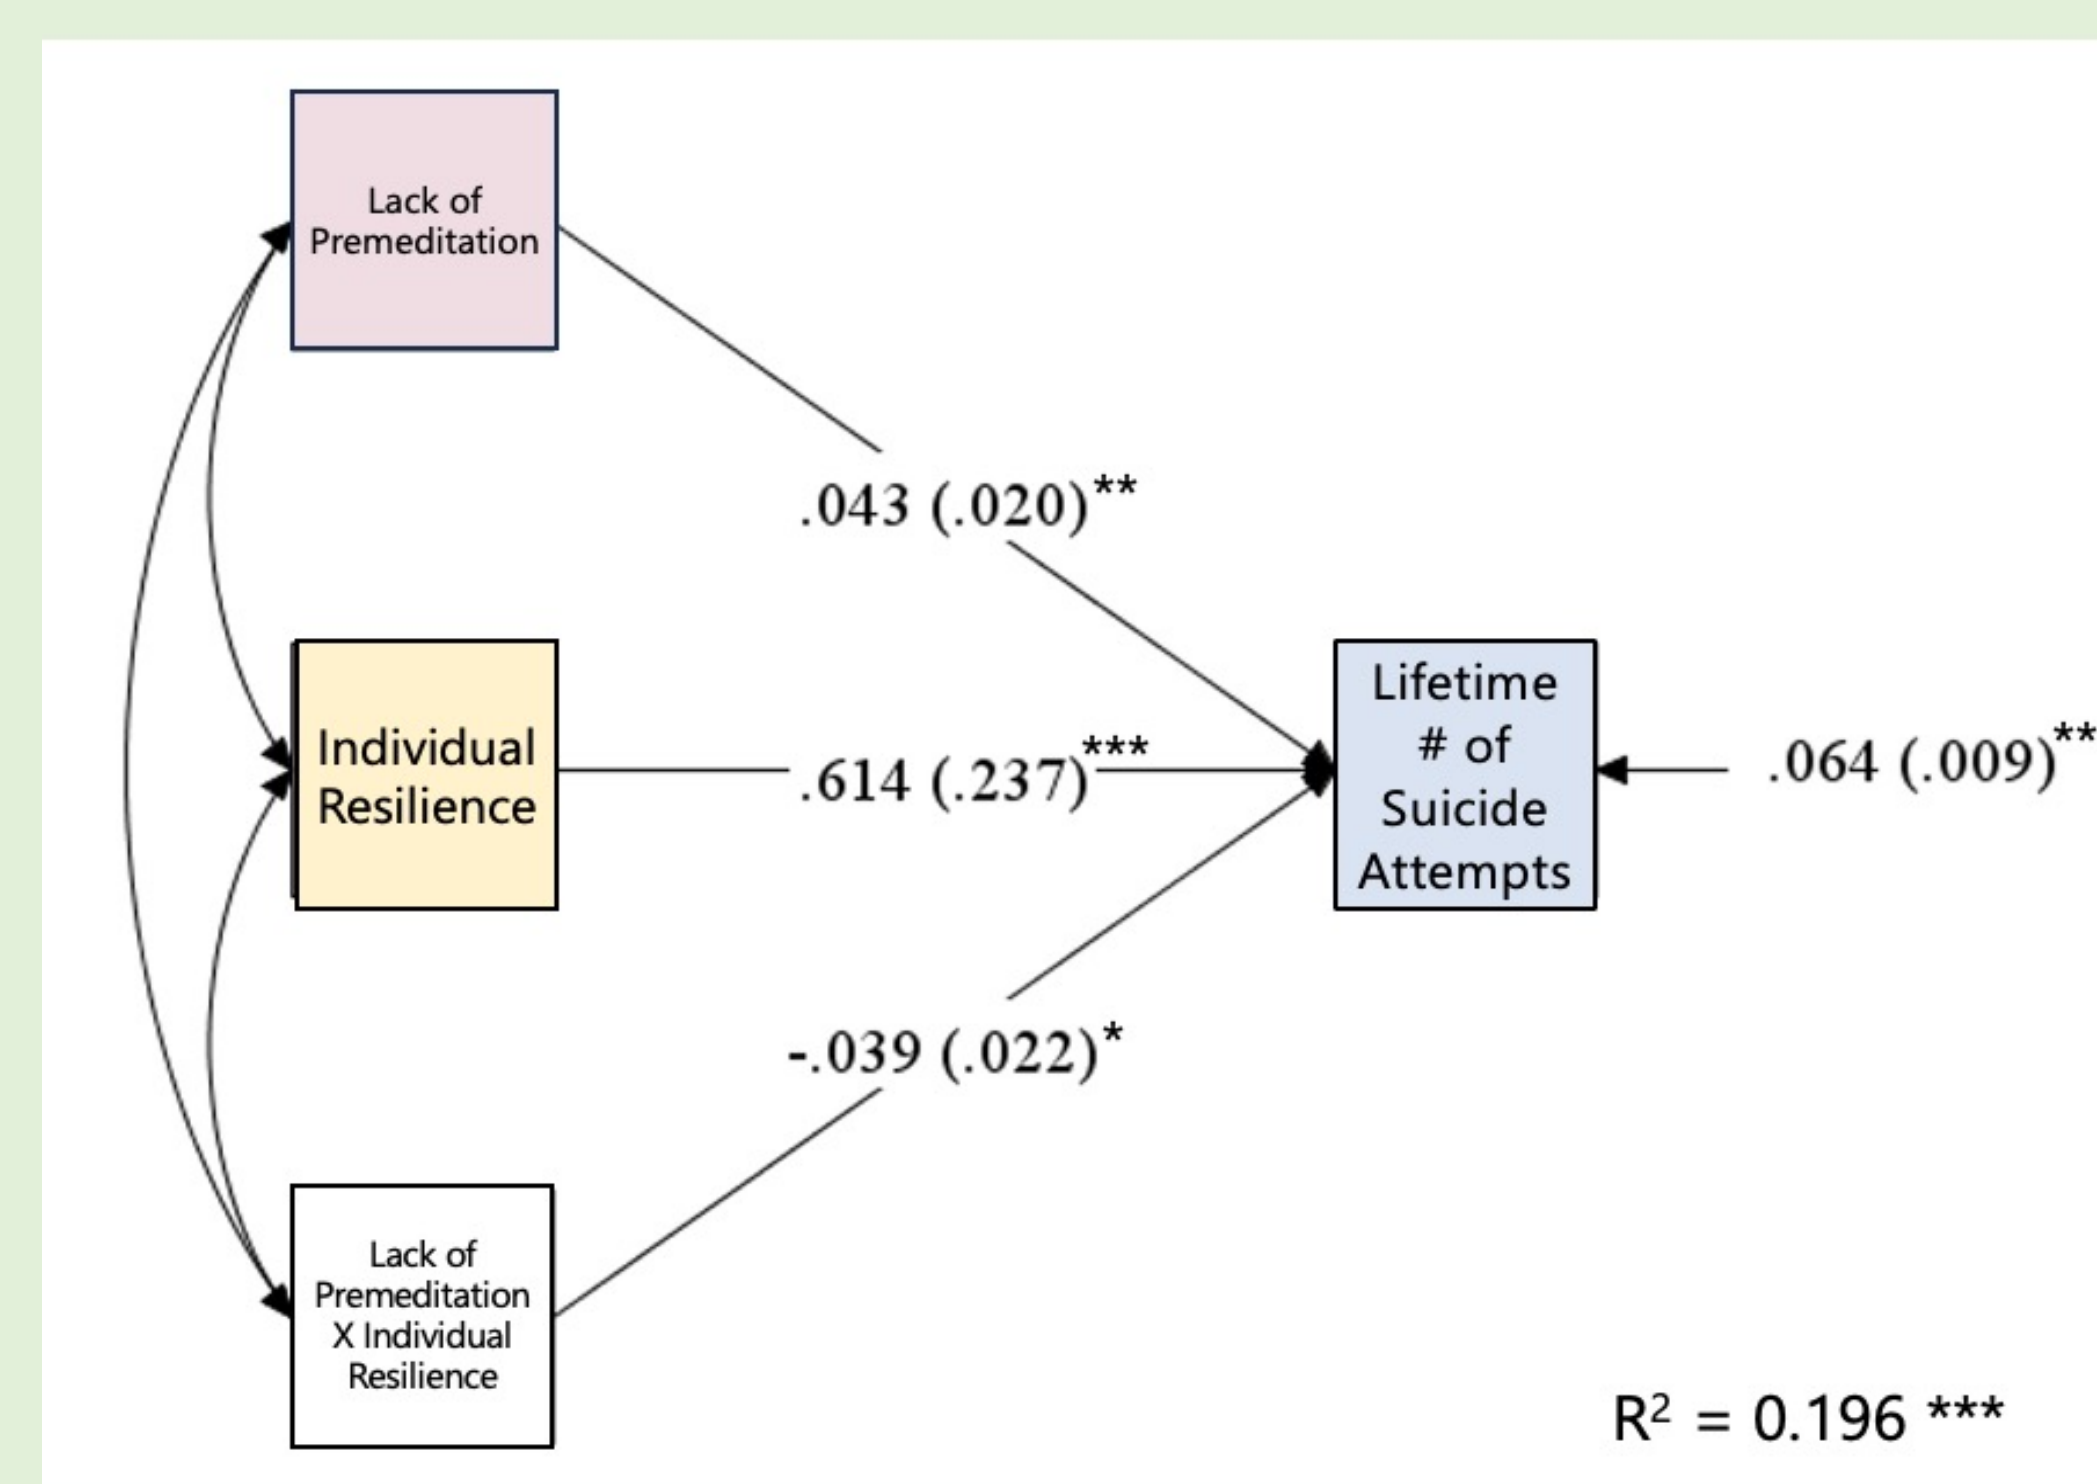 Lack of
Premeditation
.043 (.020)**
Individual
Resilience
.614 (.237)***
Lifetime
# of
Suicide
Attempts
.064 (.009)**
-.039 (.022)*
Lack of
Premeditation
X Individual
Resilience
R² = 0.196 ***